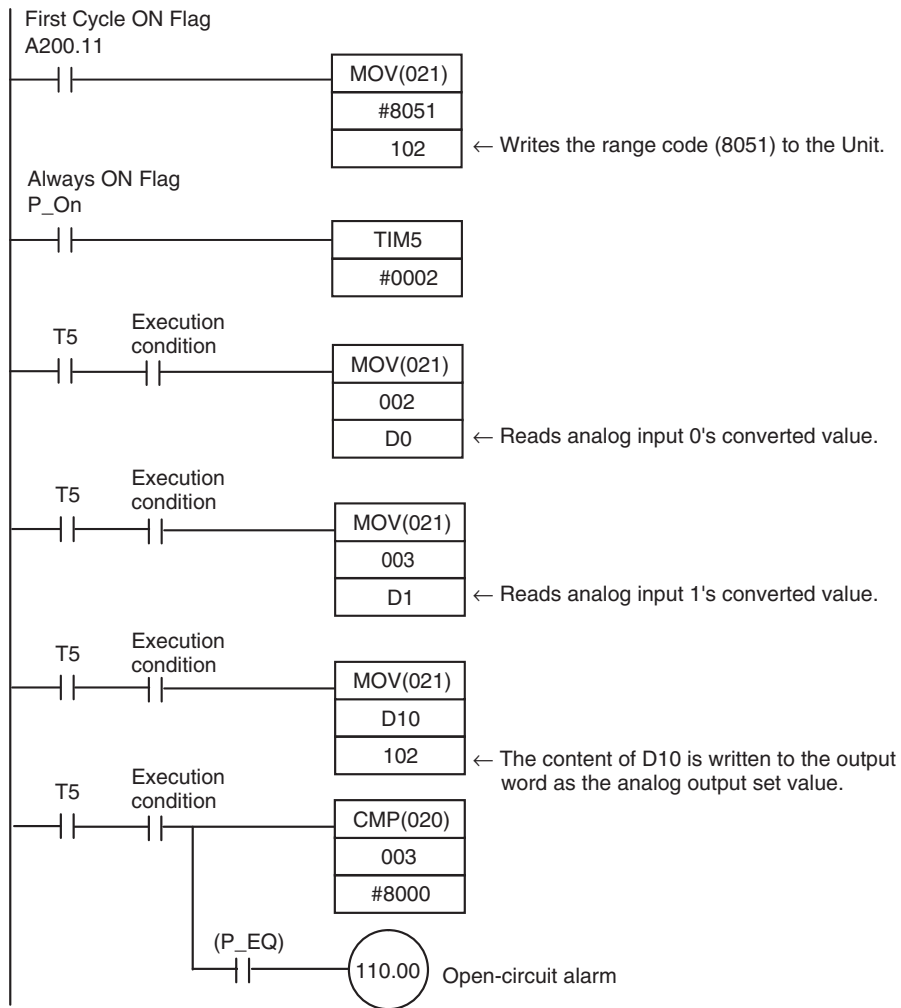 First Cycle ON Flag
A200.11
MOV(021)
#8051
102
← Writes the range code (8051) to the Unit.
Always ON Flag
P_On
TIM5
#0002
T5
Execution
condition
MOV(021)
002
D0
← Reads analog input 0's converted value.
T5
Execution
condition
MOV(021)
003
D1
← Reads analog input 1's converted value.
T5
Execution
condition
MOV(021)
D10
102
← The content of D10 is written to the output
word as the analog output set value.
T5
Execution
condition
CMP(020)
003
#8000
(P_EQ)
110.00
Open-circuit alarm